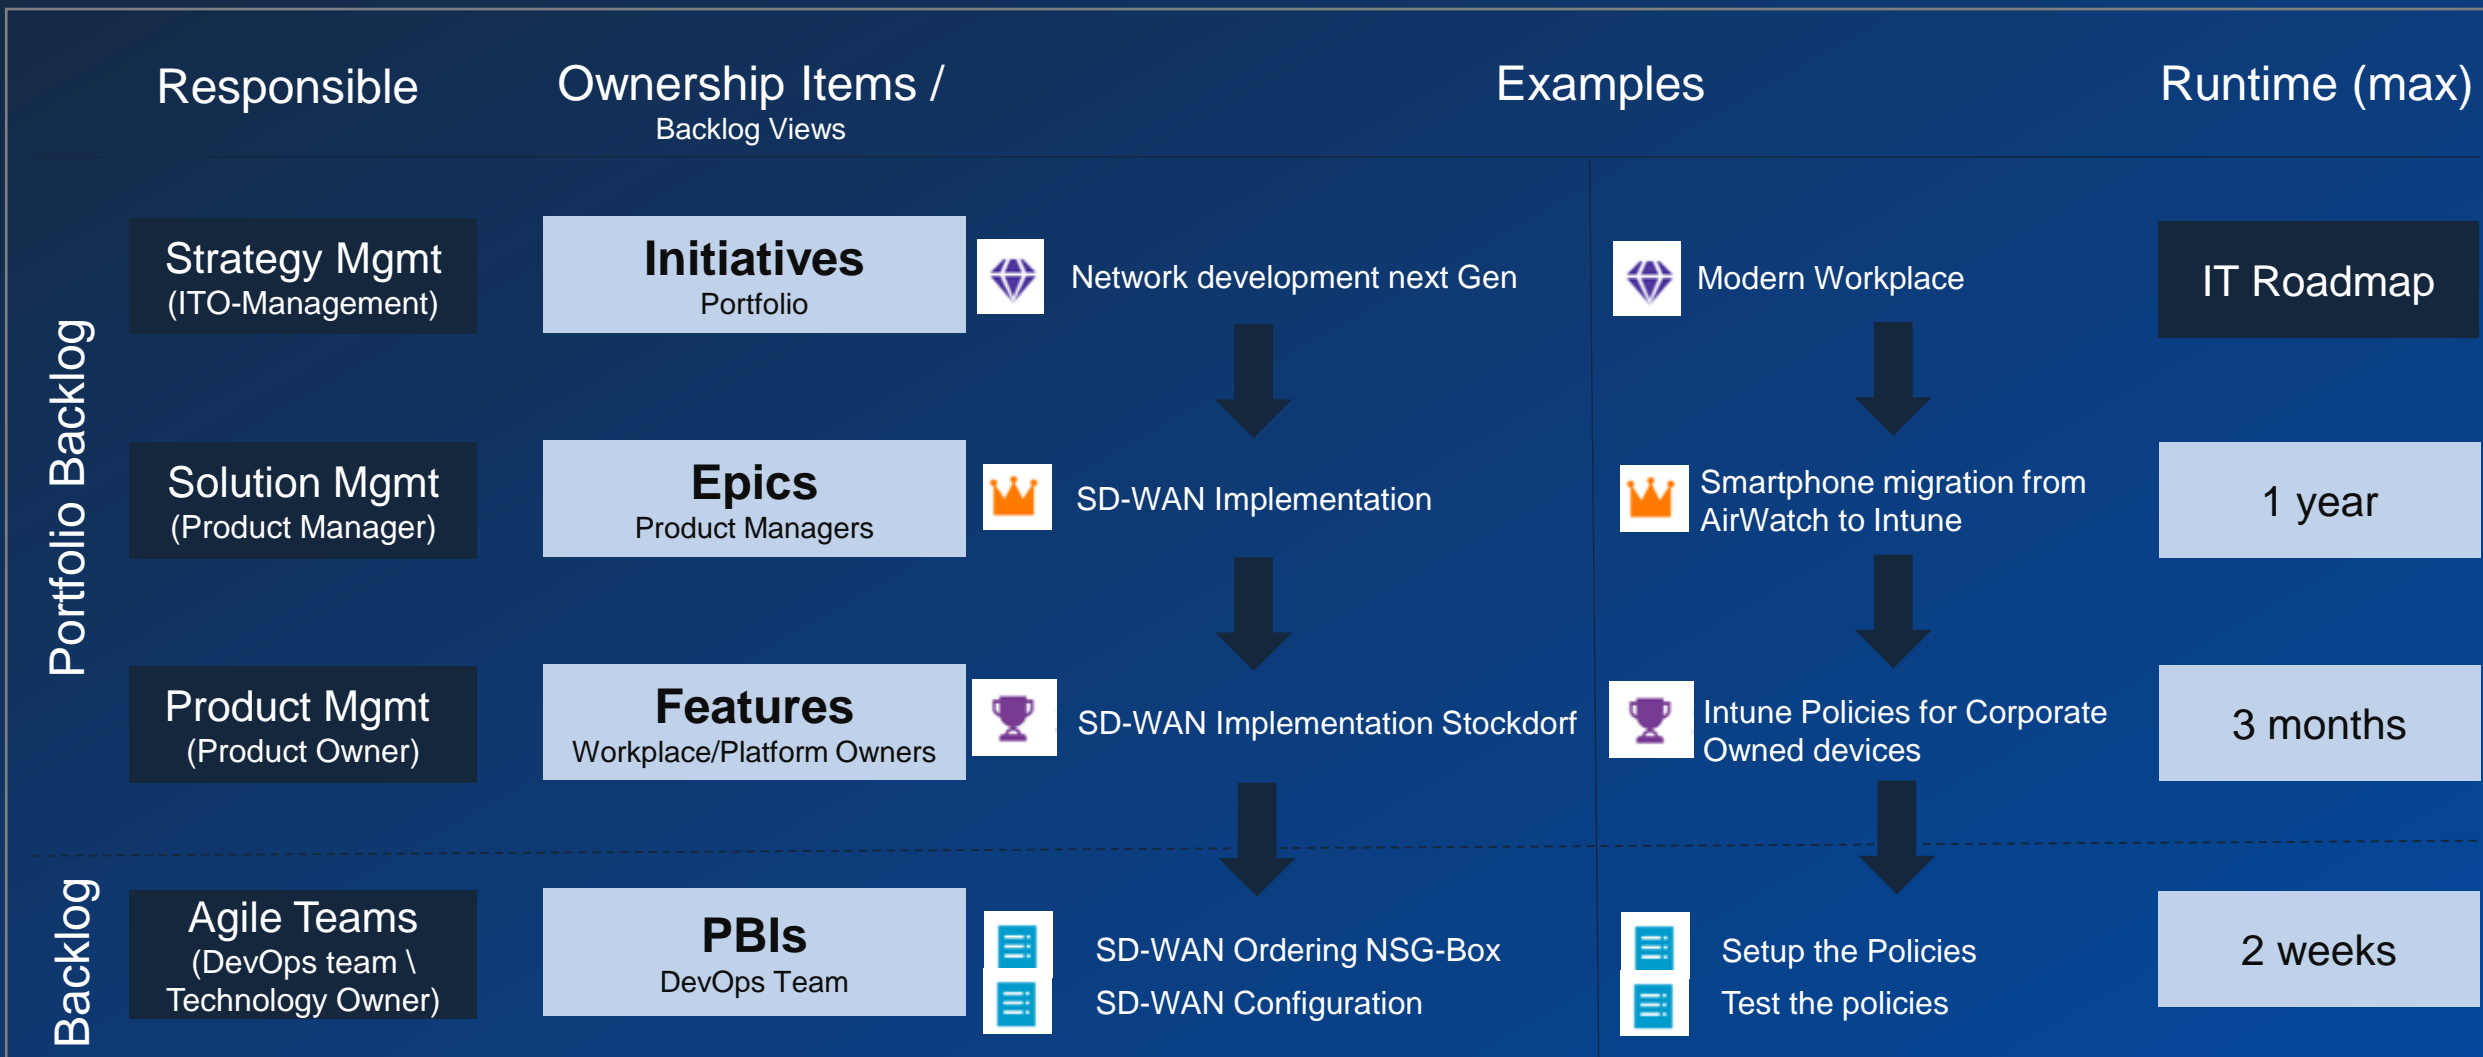 Responsible
Ownership Items /
Backlog Views
Examples
Runtime (max)
Portfolio Backlog
Strategy Mgmt
(ITO-Management)
Initiatives
Portfolio
Network development next Gen
Modern Workplace
IT Roadmap
Solution Mgmt
(Product Manager)
Epics
Product Managers
SD-WAN Implementation
Smartphone migration from
AirWatch to Intune
1 year
Product Mgmt
(Product Owner)
Features
Workplace/Platform Owners
SD-WAN Implementation Stockdorf
Intune Policies for Corporate
Owned devices
3 months
Backlog
Agile Teams
(DevOps team \
Technology Owner)
PBIs
DevOps Team
SD-WAN Ordering NSG-Box
SD-WAN Configuration
Setup the Policies
Test the policies
2 weeks